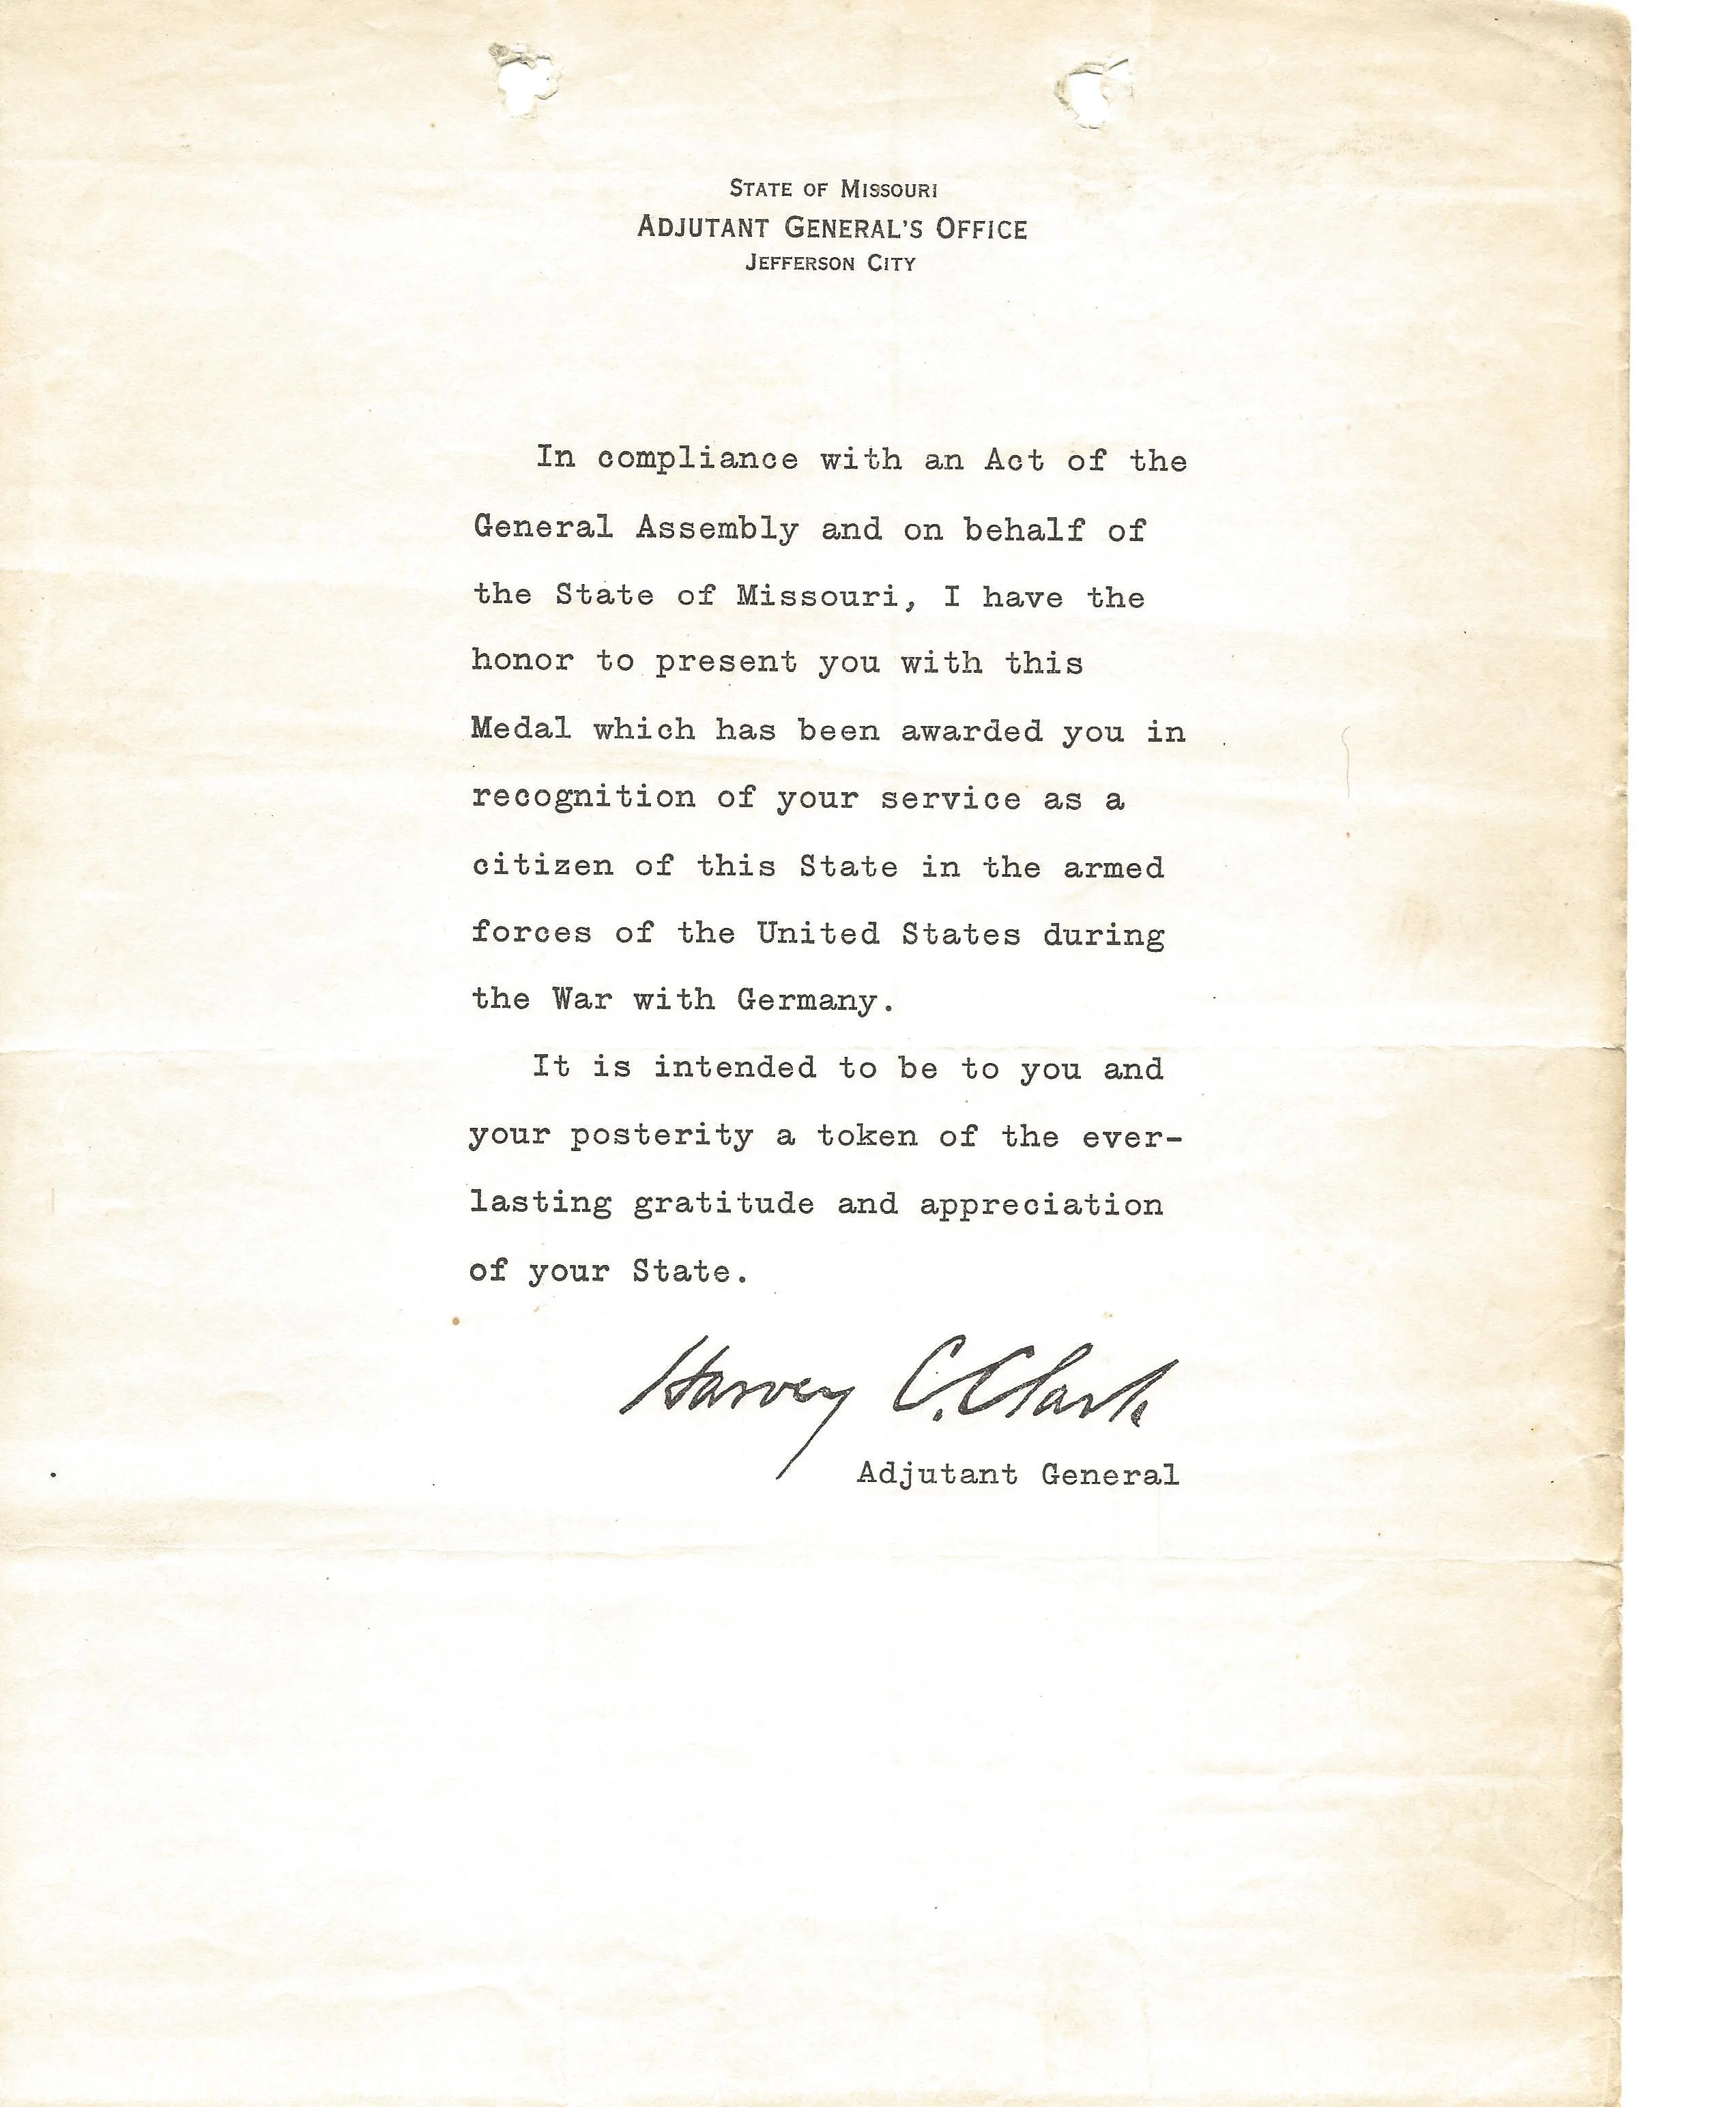 STATE OF MISSOURI
ADJUTANT GENERAL'S OFFICE
JEFFERSON CITY
In compliance with an Act of the
General Assembly and on behalf of
the State of Missouri, I have the
honor to present you with this
Medal which has been awarded you in
recognition of your service as a
citizen of this State in the armed
forces of the United States during
the War with Germany.
It is intended to be to you and
your posterity a token of the ever-
lasting gratitude and appreciation
of your State.
Harvey C. Clark
Adjutant General